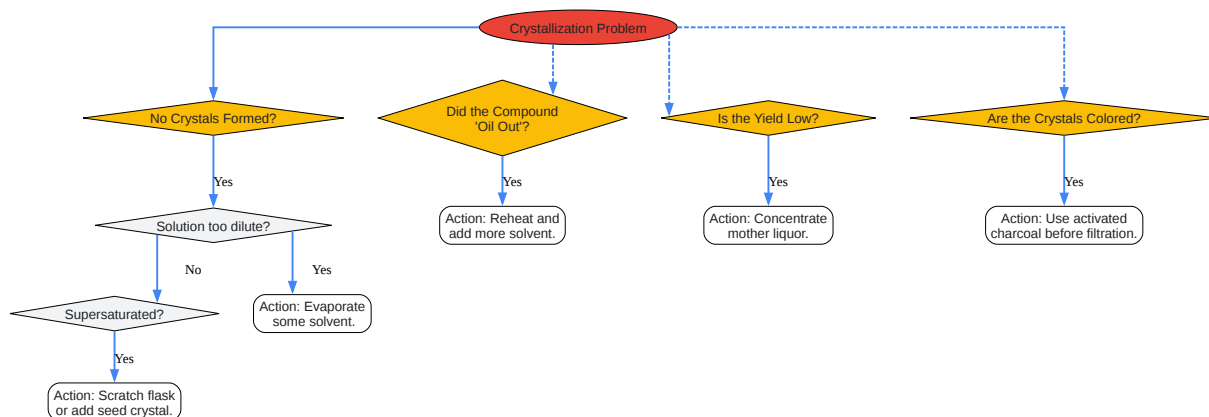 Crystallization Problem
No Crystals Formed?
Did the Compound
'Oil Out'?
Is the Yield Low?
Are the Crystals Colored?
Yes
Yes
Yes
Yes
Solution too dilute?
Action: Reheat and
add more solvent.
Action: Concentrate
mother liquor.
Action: Use activated
charcoal before filtration.
No
Yes
Supersaturated?
Action: Evaporate
some solvent.
Yes
Action: Scratch flask
or add seed crystal.